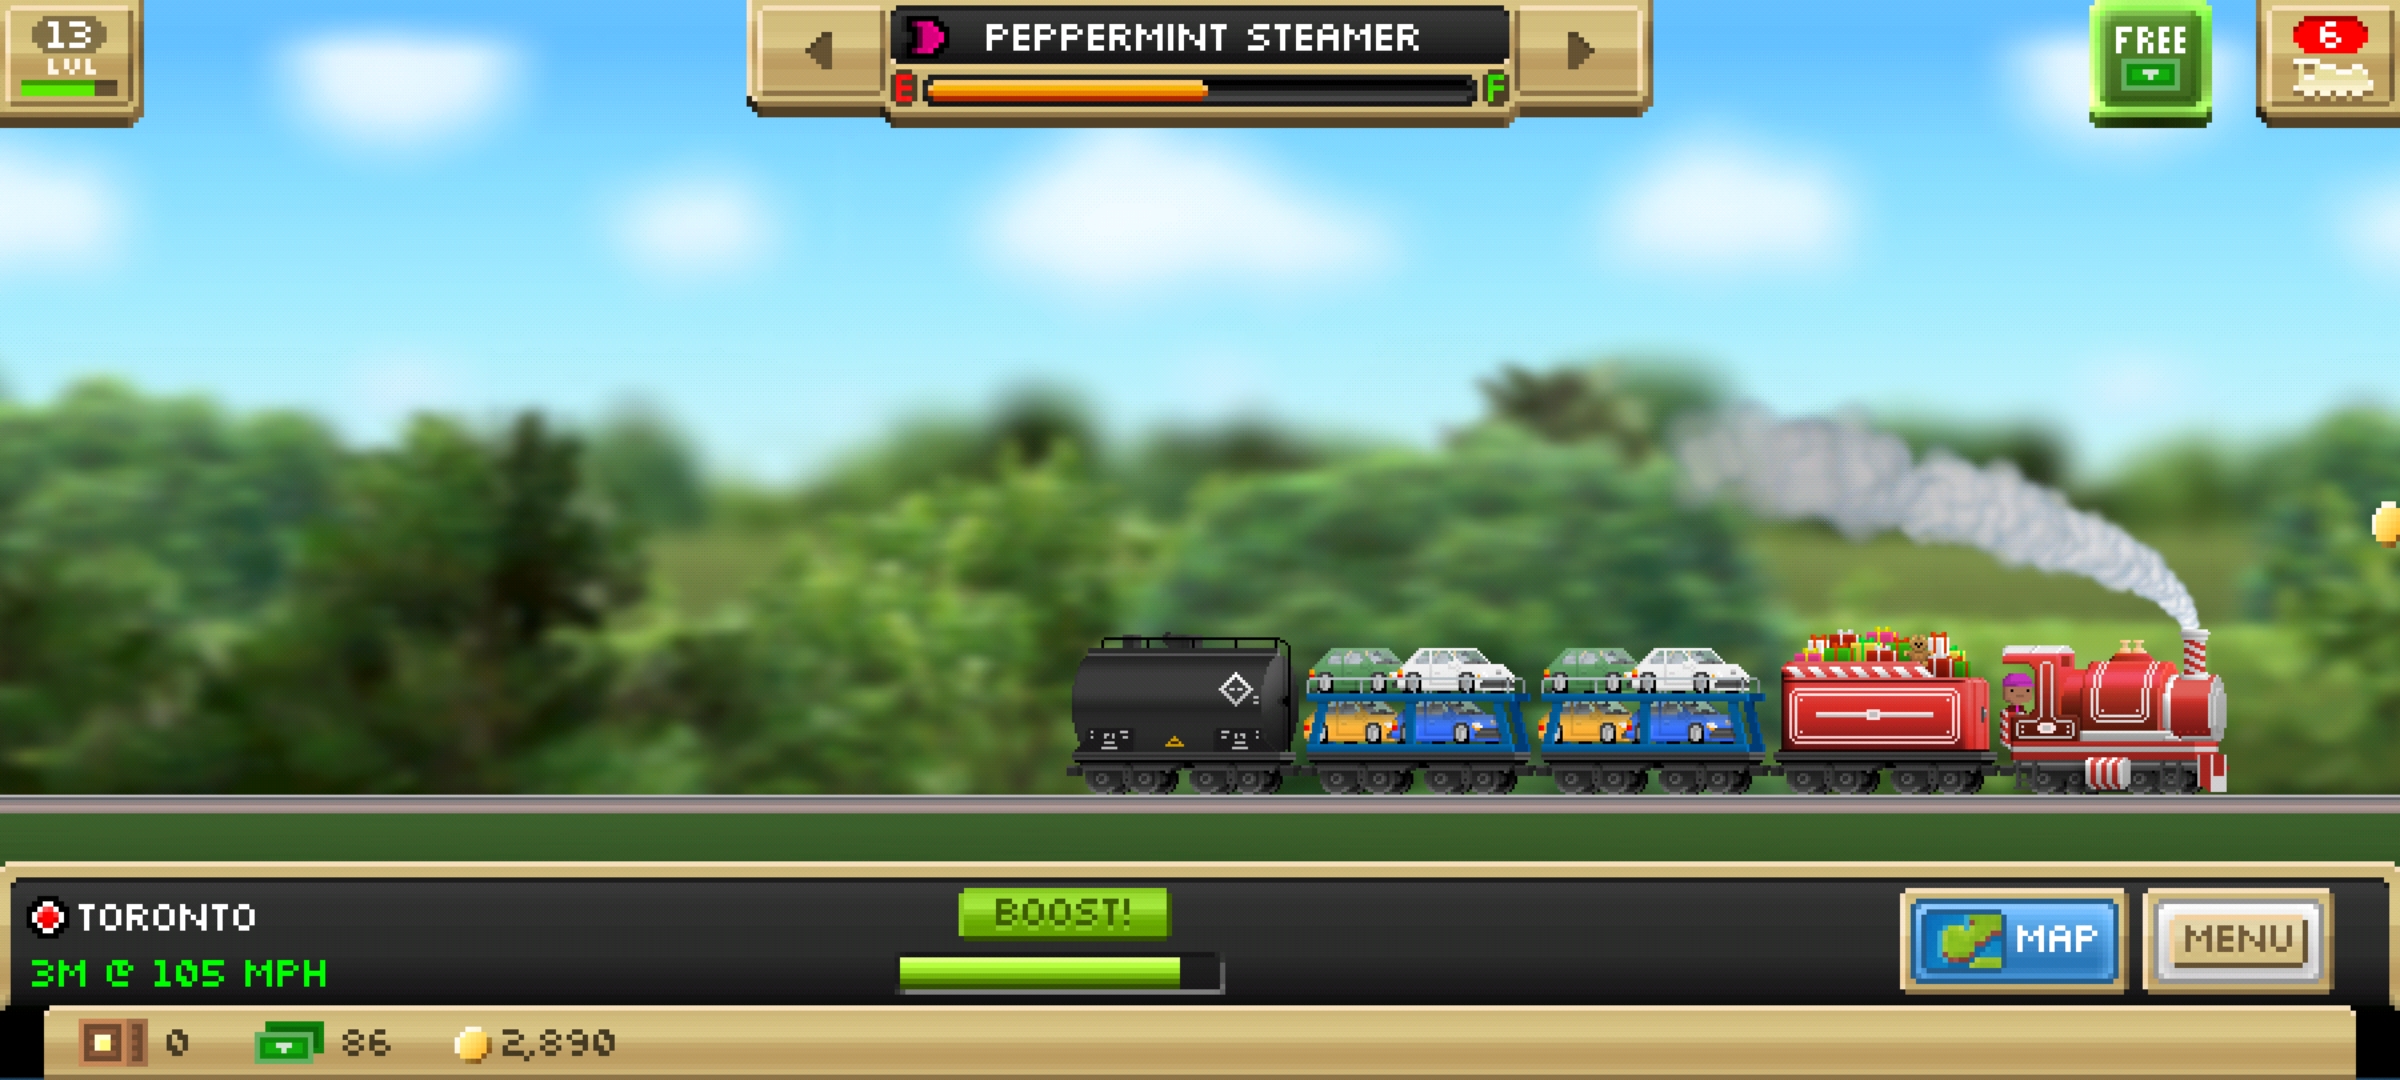 13
LVL
PEPPERMINT STEAMER
E F
FREE
6
TORONTO
3M @ 105 MPH
BOOST!
MAP
MENU
0
86
2,890